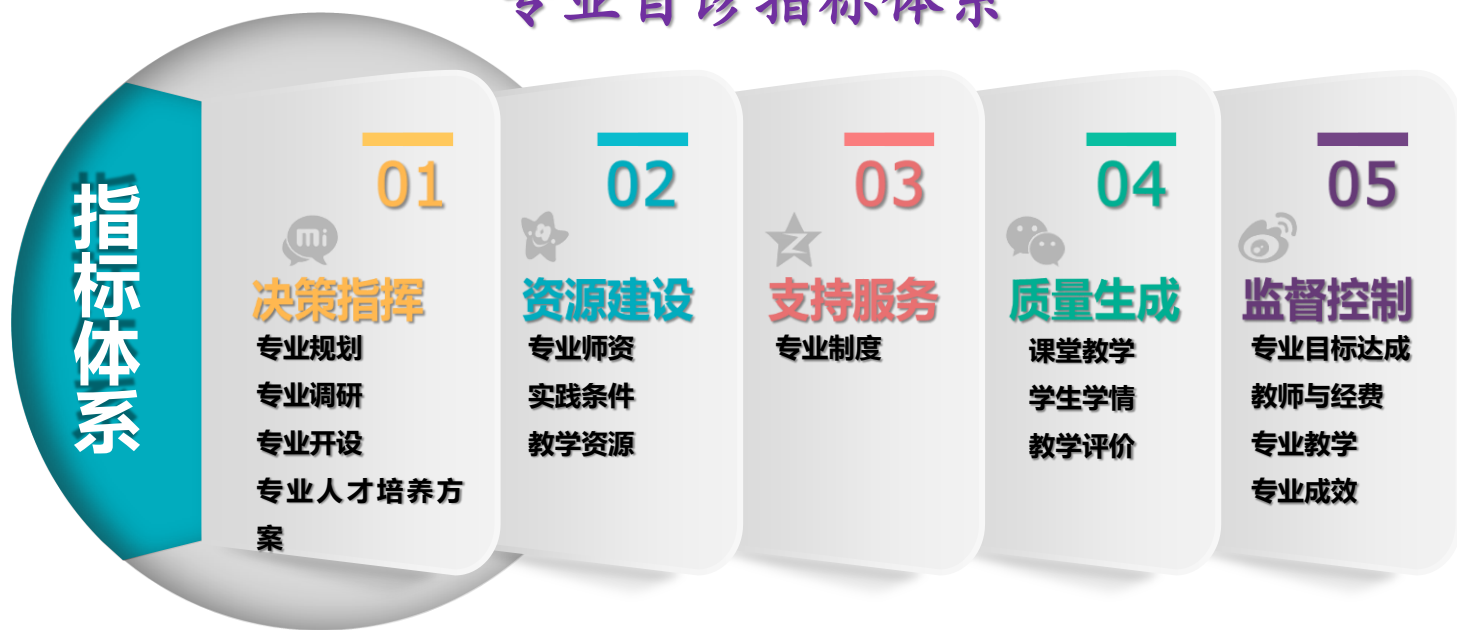 专业自诊指标体系
指标体系
01
决策指挥
专业规划
专业调研
专业开设
专业人才培养方
案
02
资源建设
专业师资
实践条件
教学资源
03
支持服务
专业制度
04
质量生成
课堂教学
学生学情
教学评价
05
监督控制
专业目标达成
教师与经费
专业教学
专业成效